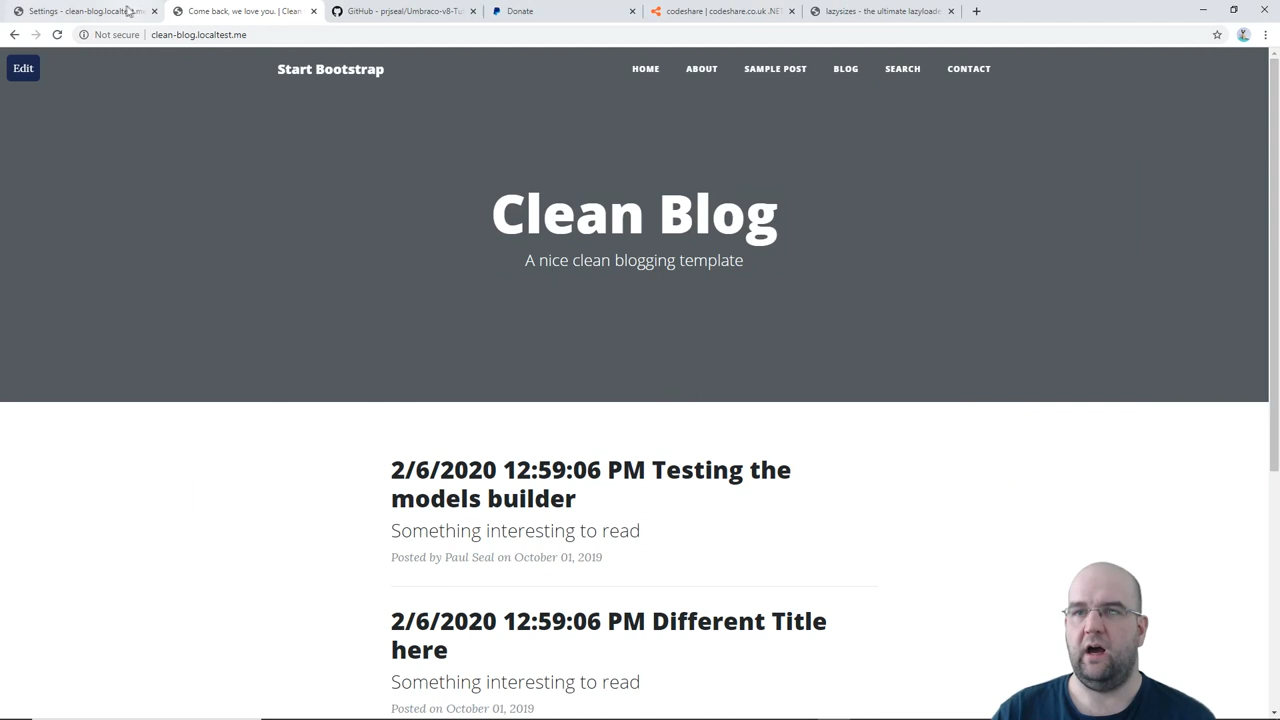 Settings - clean-blog.localtest.me
Come back, we love you. | Clean
GitHub - prjseal/Umbraco-v8-Tu
Donate
codeshare | codeshare.co.uk .NE
lazysizes - the ultimate lazyloade
Not secure
clean-blog.localtest.me
Edit
Start Bootstrap
HOME
ABOUT
SAMPLE POST
BLOG
SEARCH
CONTACT
Clean Blog
A nice clean blogging template
2/6/2020 12:59:06 PM Testing the
models builder
Something interesting to read
Posted by Paul Seal on October 01, 2019
2/6/2020 12:59:06 PM Different Title
here
Something interesting to read
Posted on October 01, 2019